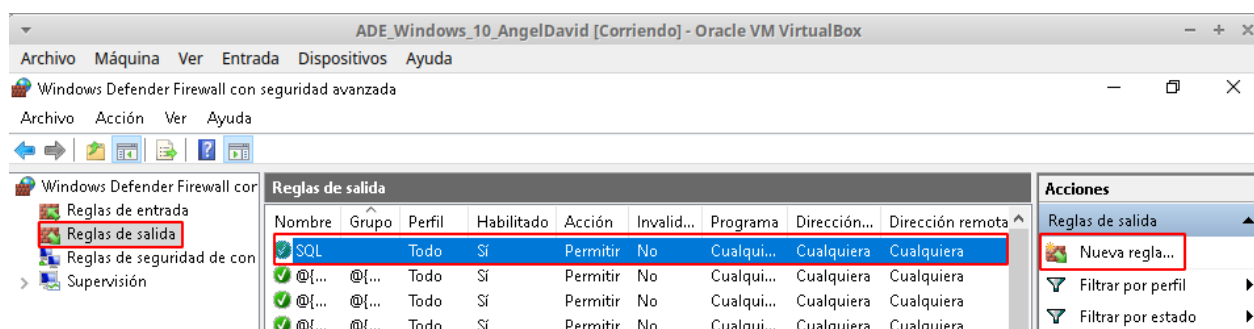 ADE_Windows_10_AngelDavid [Corriendo] - Oracle VM VirtualBox
Archivo Máquina Ver Entrada Dispositivos Ayuda
Windows Defender Firewall con seguridad avanzada
Archivo Acción Ver Ayuda
Windows Defender Firewall con
Reglas de entrada
Reglas de salida
Reglas de seguridad de con
Supervisión
Reglas de salida
Nombre Grupo Perfil Habilitado Acción Invalid... Programa Dirección... Dirección remota
SQL Todo Sí Permitir No Cualqui... Cualquiera Cualquiera
@{... @{... Todo Sí Permitir No Cualqui... Cualquiera Cualquiera
@{... @{... Todo Sí Permitir No Cualqui... Cualquiera Cualquiera
@{... @{... Todo Sí Permitir No Cualqui... Cualquiera Cualquiera
Acciones
Reglas de salida
Nueva regla...
Filtrar por perfil
Filtrar por estado